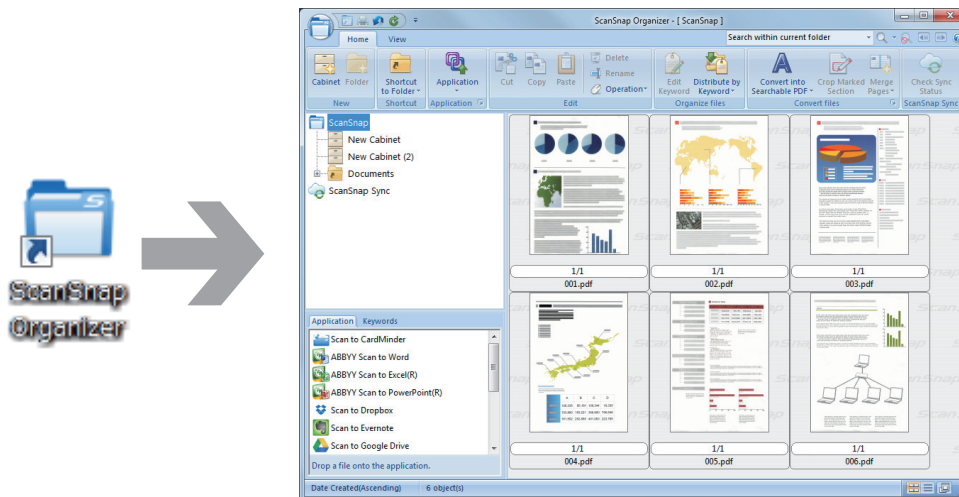 ScanSnap
Organizer
ScanSnap Organizer - [ ScanSnap ]
Home View
Search within current folder
Cabinet Folder
New
Shortcut
to Folder
Shortcut
Application
Application
Cut Copy Paste
Delete
Rename
Operation
Edit
Edit
Keyword
Distribute by
Keyword
Organize files
Convert into
Searchable PDF
Crop Marked
Section
Merge
Pages
Convert files
Check Sync
Status
ScanSnap Sync
ScanSnap
New Cabinet
New Cabinet (2)
Documents
ScanSnap Sync
1/1 1/1 1/1
001.pdf 002.pdf 003.pdf
1/1 1/1 1/1
004.pdf 005.pdf 006.pdf
Application Keywords
Scan to CardMinder
ABBYY Scan to Word
ABBYY Scan to Excel(R)
ABBYY Scan to PowerPoint(R)
Scan to Dropbox
Scan to Evernote
Scan to Google Drive
Drop a file onto the application.
Date Created(Ascending) 6 object(s)